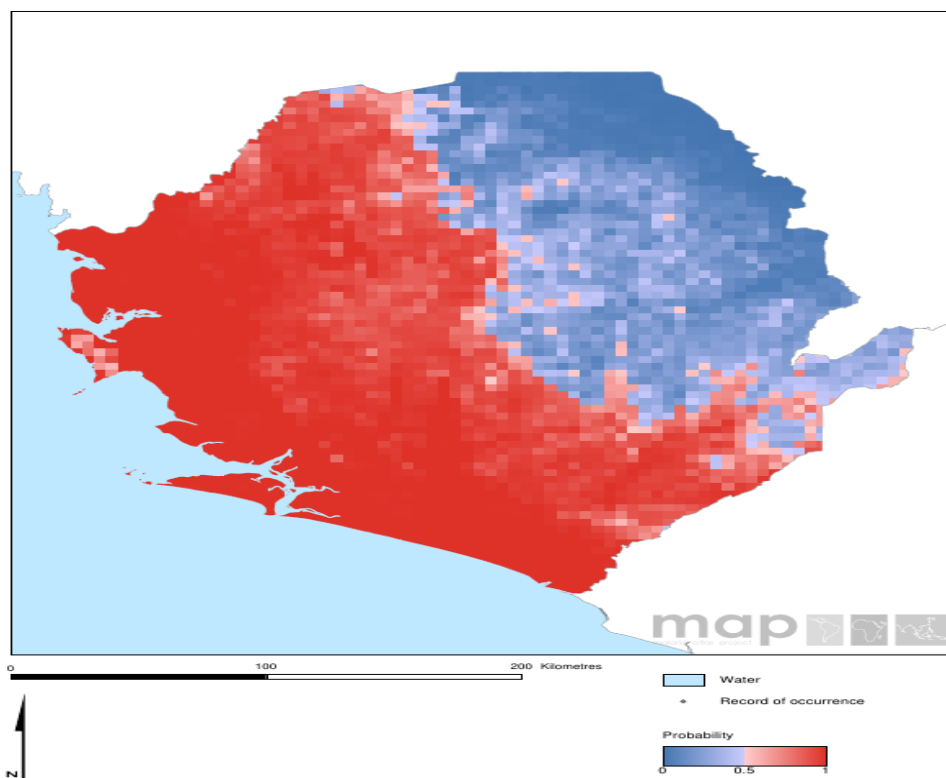 map
0 100 200 Kilometres
Water
Record of occurrence
Probability
0 0.5 1
N